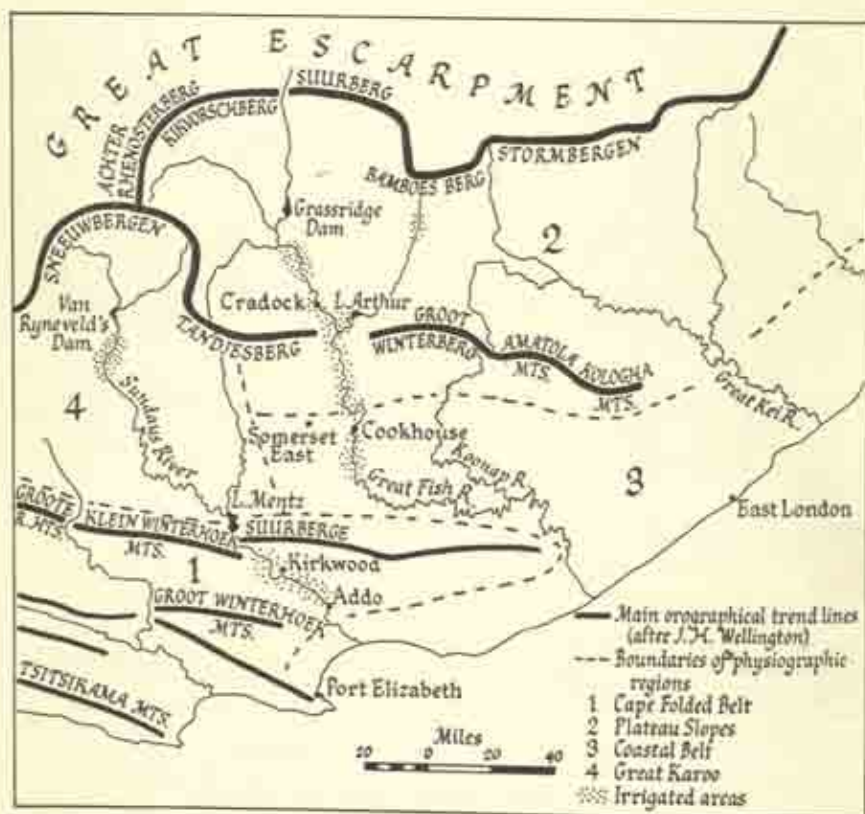 GREAT ESCARPMENT
ACHTER
RHENOSTERBERG
KIKVORSCHBERG
SUURBERG
BAMBOES BERG
STORMBERGEN
SNEEUWBERGEN
Grassridge
Dam
2
Van
Ryneveld's
Dam
Cradock
L. Arthur
TANDJESBERG
GROOT
WINTERBERG
AMATOLA KOLOGHA
MTS.
MTS.
Great Kei R.
4
Sundays River
Somerset
East
Cookhouse
Koonap R.
Great Fish R.
3
East London
L. Mentz
GROOTE
R. MTS.
KLEIN WINTERHOEK
MTS.
SUURBERGE
1
Kirkwood
Addo
GROOT WINTERHOEK
MTS.
TSITSIKAMA MTS.
Port Elizabeth
Miles
20 0 20 40
Main orographical trend lines
(after J.H. Wellington)
Boundaries of physiographic
regions
1 Cape Folded Belt
2 Plateau Slopes
3 Coastal Belt
4 Great Karoo
Irrigated areas